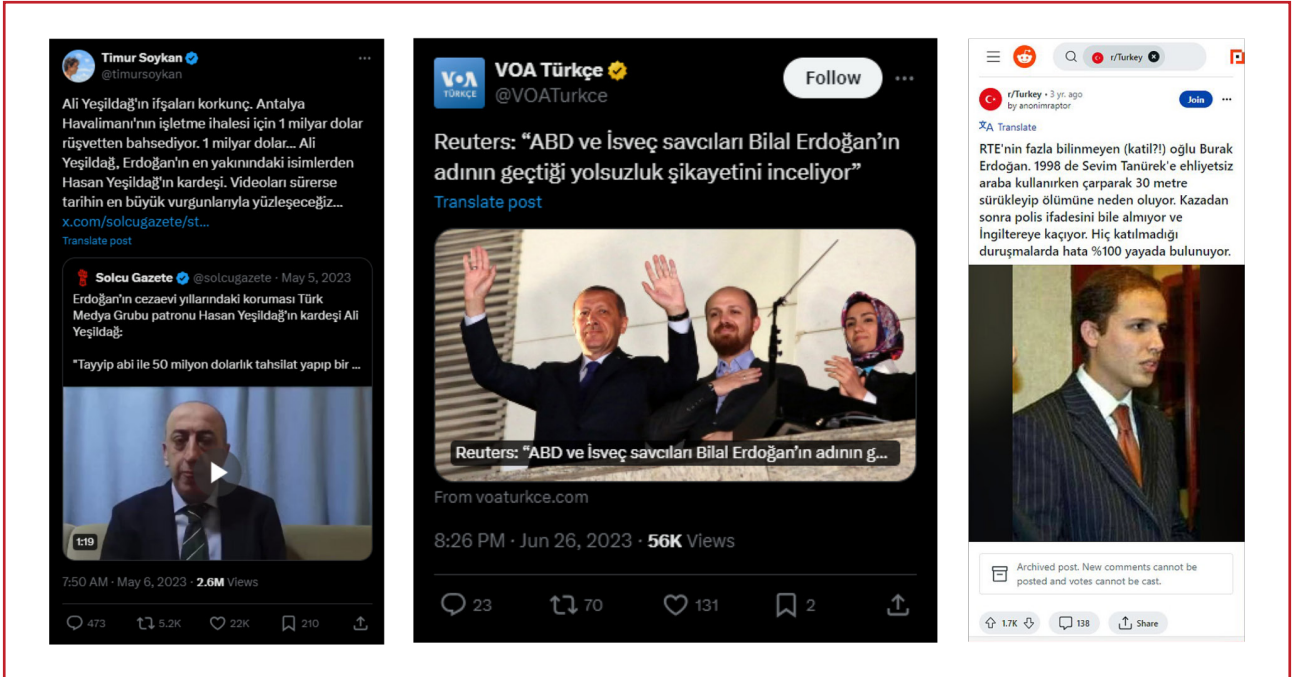 Timur Soykan
@timursoykan
Ali Yeşildağ'ın ifşaları korkunç. Antalya
Havalimanı'nın işletme ihalesi için 1 milyar dolar
rüşvetten bahsediyor. 1 milyar dolar... Ali
Yeşildağ, Erdoğan'ın en yakınındaki isimlerden
Hasan Yeşildağ'ın kardeşi. Videoları sürerse
tarihin en büyük vurgunlarıyla yüzleşeceğiz...
x.com/solcugazete/st...
Translate post
Solcu Gazete @solcugazete · May 5, 2023
Erdoğan'ın cezaevi yıllarındaki koruması Türk
Medya Grubu patronu Hasan Yeşildağ'ın kardeşi Ali
Yeşildağ:
"Tayyip abi ile 50 milyon dolarlık tahsilat yapıp bir ...
1:19
7:50 AM · May 6, 2023 · 2.6M Views
473 5.2K 22K 210
VOA TÜRKÇE
VOA Türkçe
@VOATurkce
Follow
Reuters: “ABD ve İsveç savcıları Bilal Erdoğan’ın
adının geçtiği yolsuzluk şikayetini inceliyor”
Translate post
Reuters: “ABD ve İsveç savcıları Bilal Erdoğan’ın adının g...
From voaturkce.com
8:26 PM · Jun 26, 2023 · 56K Views
23 70 131 2
r/Turkey
r/Turkey • 3 yr. ago
by anonimraptor
Join
Translate
RTE'nin fazla bilinmeyen (katil?!) oğlu Burak
Erdoğan. 1998 de Sevim Tanürek'e ehliyetsiz
araba kullanırken çarparak 30 metre
sürükleyip ölümüne neden oluyor. Kazadan
sonra polis ifadesini bile almıyor ve
İngiltereye kaçıyor. Hiç katılmadığı
duruşmalarda hata %100 yayada bulunuyor.
Archived post. New comments cannot be
posted and votes cannot be cast.
1.7K 138 Share